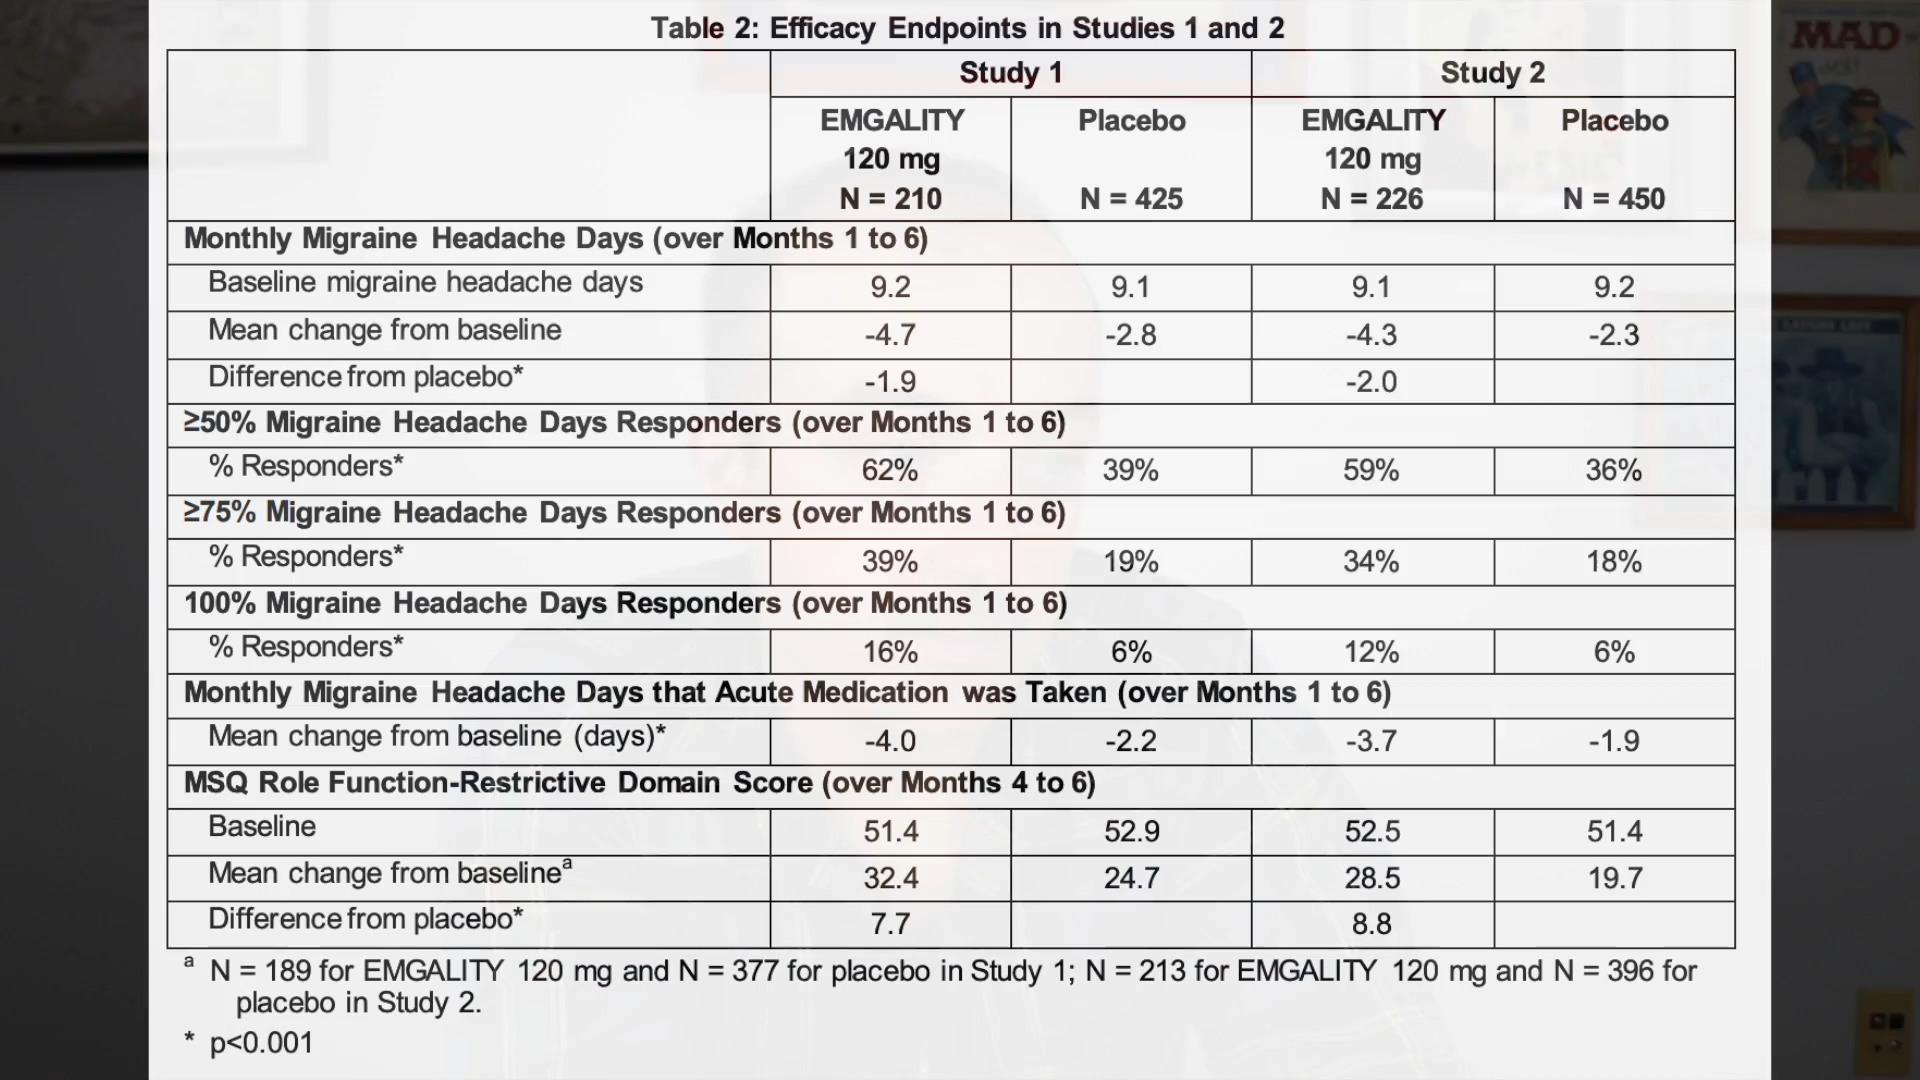 Table 2: Efficacy Endpoints in Studies 1 and 2
Study 1 Study 2
EMGALITY Placebo EMGALITY Placebo
120 mg 120 mg
N = 210 N = 425 N = 226 N = 450
Monthly Migraine Headache Days (over Months 1 to 6)
Baseline migraine headache days 9.2 9.1 9.1 9.2
Mean change from baseline -4.7 -2.8 -4.3 -2.3
Difference from placebo* -1.9 -2.0
≥50% Migraine Headache Days Responders (over Months 1 to 6)
% Responders* 62% 39% 59% 36%
≥75% Migraine Headache Days Responders (over Months 1 to 6)
% Responders* 39% 19% 34% 18%
100% Migraine Headache Days Responders (over Months 1 to 6)
% Responders* 16% 6% 12% 6%
Monthly Migraine Headache Days that Acute Medication was Taken (over Months 1 to 6)
Mean change from baseline (days)* -4.0 -2.2 -3.7 -1.9
MSQ Role Function-Restrictive Domain Score (over Months 4 to 6)
Baseline 51.4 52.9 52.5 51.4
Mean change from baselineᵃ 32.4 24.7 28.5 19.7
Difference from placebo* 7.7 8.8
ᵃ N = 189 for EMGALITY 120 mg and N = 377 for placebo in Study 1; N = 213 for EMGALITY 120 mg and N = 396 for
placebo in Study 2.
* p<0.001
MAD